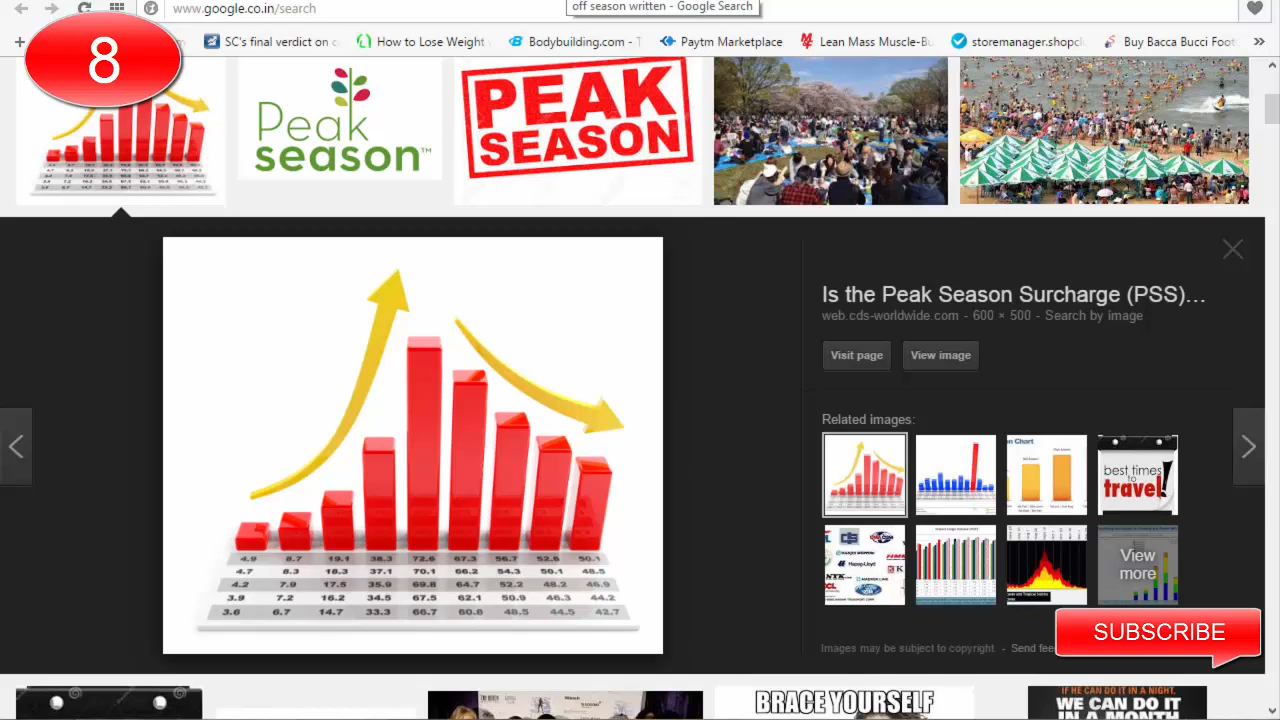 off season written - Google Search
www.google.co.in/search
8
SC's final verdict on c
How to Lose Weight
Bodybuilding.com - T
Paytm Marketplace
Lean Mass Muscle-Bu
storemanager.shopcl
Buy Bacca Bucci Foot
Peak
season™
PEAK
SEASON
Is the Peak Season Surcharge (PSS)...
web.cds-worldwide.com - 600 × 500 - Search by image
Visit page
View image
Related images:
4.9 8.7 19.1 38.3 72.6 67.3 56.7 52.6 50.1
4.7 8.3 18.3 37.1 70.1 66.2 54.3 50.1 48.5
4.2 7.9 17.5 35.9 69.8 64.7 52.2 48.2 46.9
3.9 7.2 16.2 34.5 67.5 62.1 50.9 46.3 44.2
3.6 6.7 14.7 33.3 66.7 60.8 48.5 44.5 42.7
best times
to
travel!
Hapag-Lloyd
View
more
SUBSCRIBE
Images may be subject to copyright. - Send fee
BRACE YOURSELF
IF HE CAN DO IT IN A NIGHT,
WE CAN DO IT
IN A MONTH